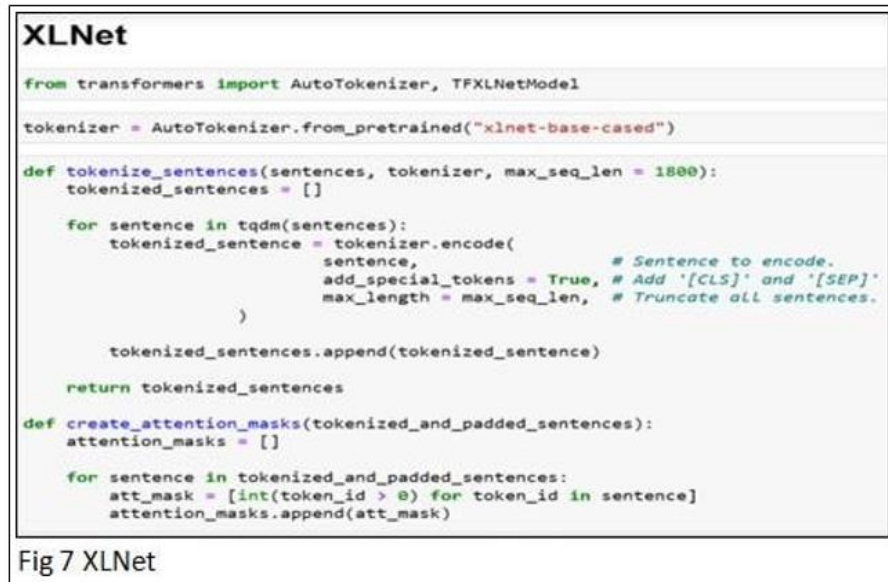 XLNet
from transformers import AutoTokenizer, TFXLNetModel
tokenizer = AutoTokenizer.from_pretrained("xlnet-base-cased")
def tokenize_sentences(sentences, tokenizer, max_seq_len = 1800):
    tokenized_sentences = []
    for sentence in tqdm(sentences):
        tokenized_sentence = tokenizer.encode(
                            sentence,                  # Sentence to encode.
                            add_special_tokens = True, # Add '[CLS]' and '[SEP]'
                            max_length = max_seq_len,  # Truncate all sentences.
                    )
        tokenized_sentences.append(tokenized_sentence)
    return tokenized_sentences
def create_attention_masks(tokenized_and_padded_sentences):
    attention_masks = []
    for sentence in tokenized_and_padded_sentences:
        att_mask = [int(token_id > 0) for token_id in sentence]
        attention_masks.append(att_mask)
Fig 7 XLNet